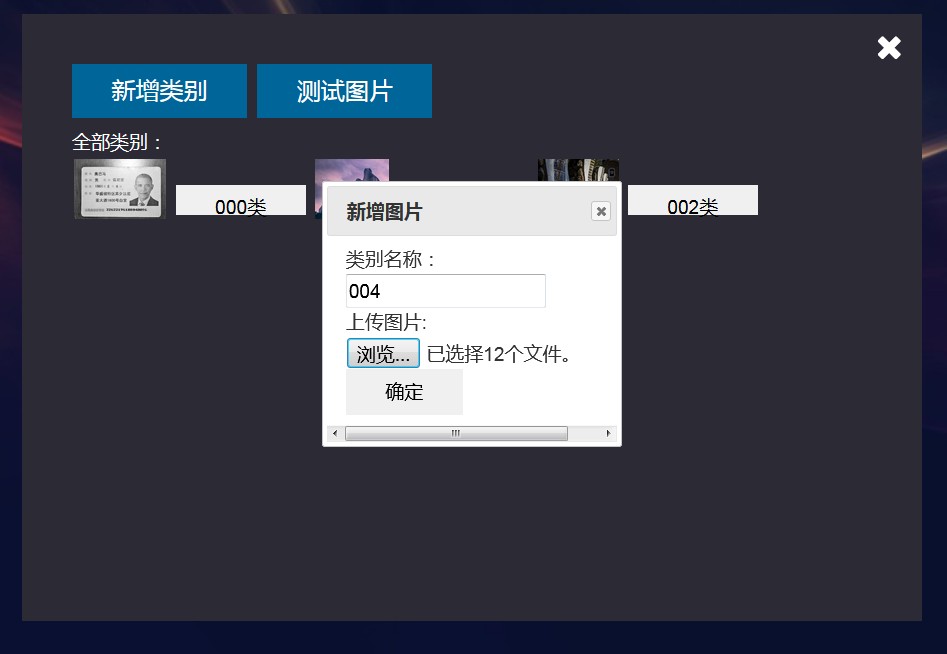 新增类别
测试图片
全部类别：
000类
002类
新增图片
类别名称：
004
上传图片:
浏览... 已选择12个文件。
确定